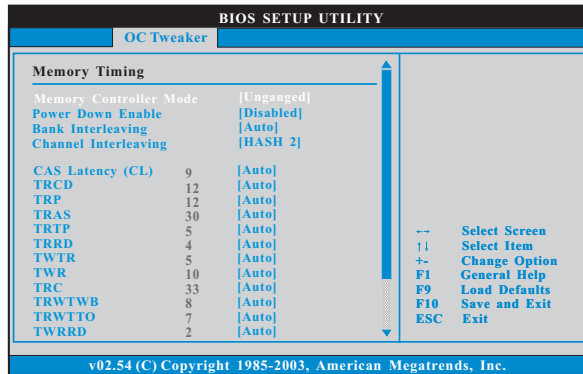 BIOS SETUP UTILITY
OC Tweaker
Memory Timing
Memory Controller Mode [Unganged]
Power Down Enable [Disabled]
Bank Interleaving [Auto]
Channel Interleaving [HASH 2]
CAS Latency (CL) 9 [Auto]
TRCD 12 [Auto]
TRP 12 [Auto]
TRAS 30 [Auto]
TRTP 5 [Auto]
TRRD 4 [Auto]
TWTR 5 [Auto]
TWR 10 [Auto]
TRC 33 [Auto]
TRWTWB 8 [Auto]
TRWTTO 7 [Auto]
TWRRD 2 [Auto]
←→ Select Screen
↑↓ Select Item
+- Change Option
F1 General Help
F9 Load Defaults
F10 Save and Exit
ESC Exit
v02.54 (C) Copyright 1985-2003, American Megatrends, Inc.